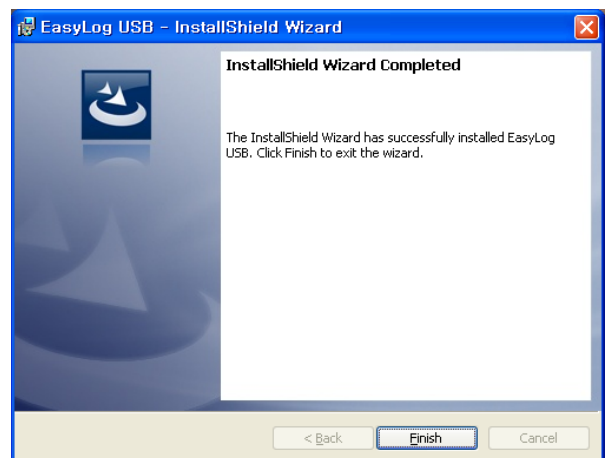 EasyLog USB - InstallShield Wizard
InstallShield Wizard Completed
The InstallShield Wizard has successfully installed EasyLog
USB. Click Finish to exit the wizard.
< Back Finish Cancel